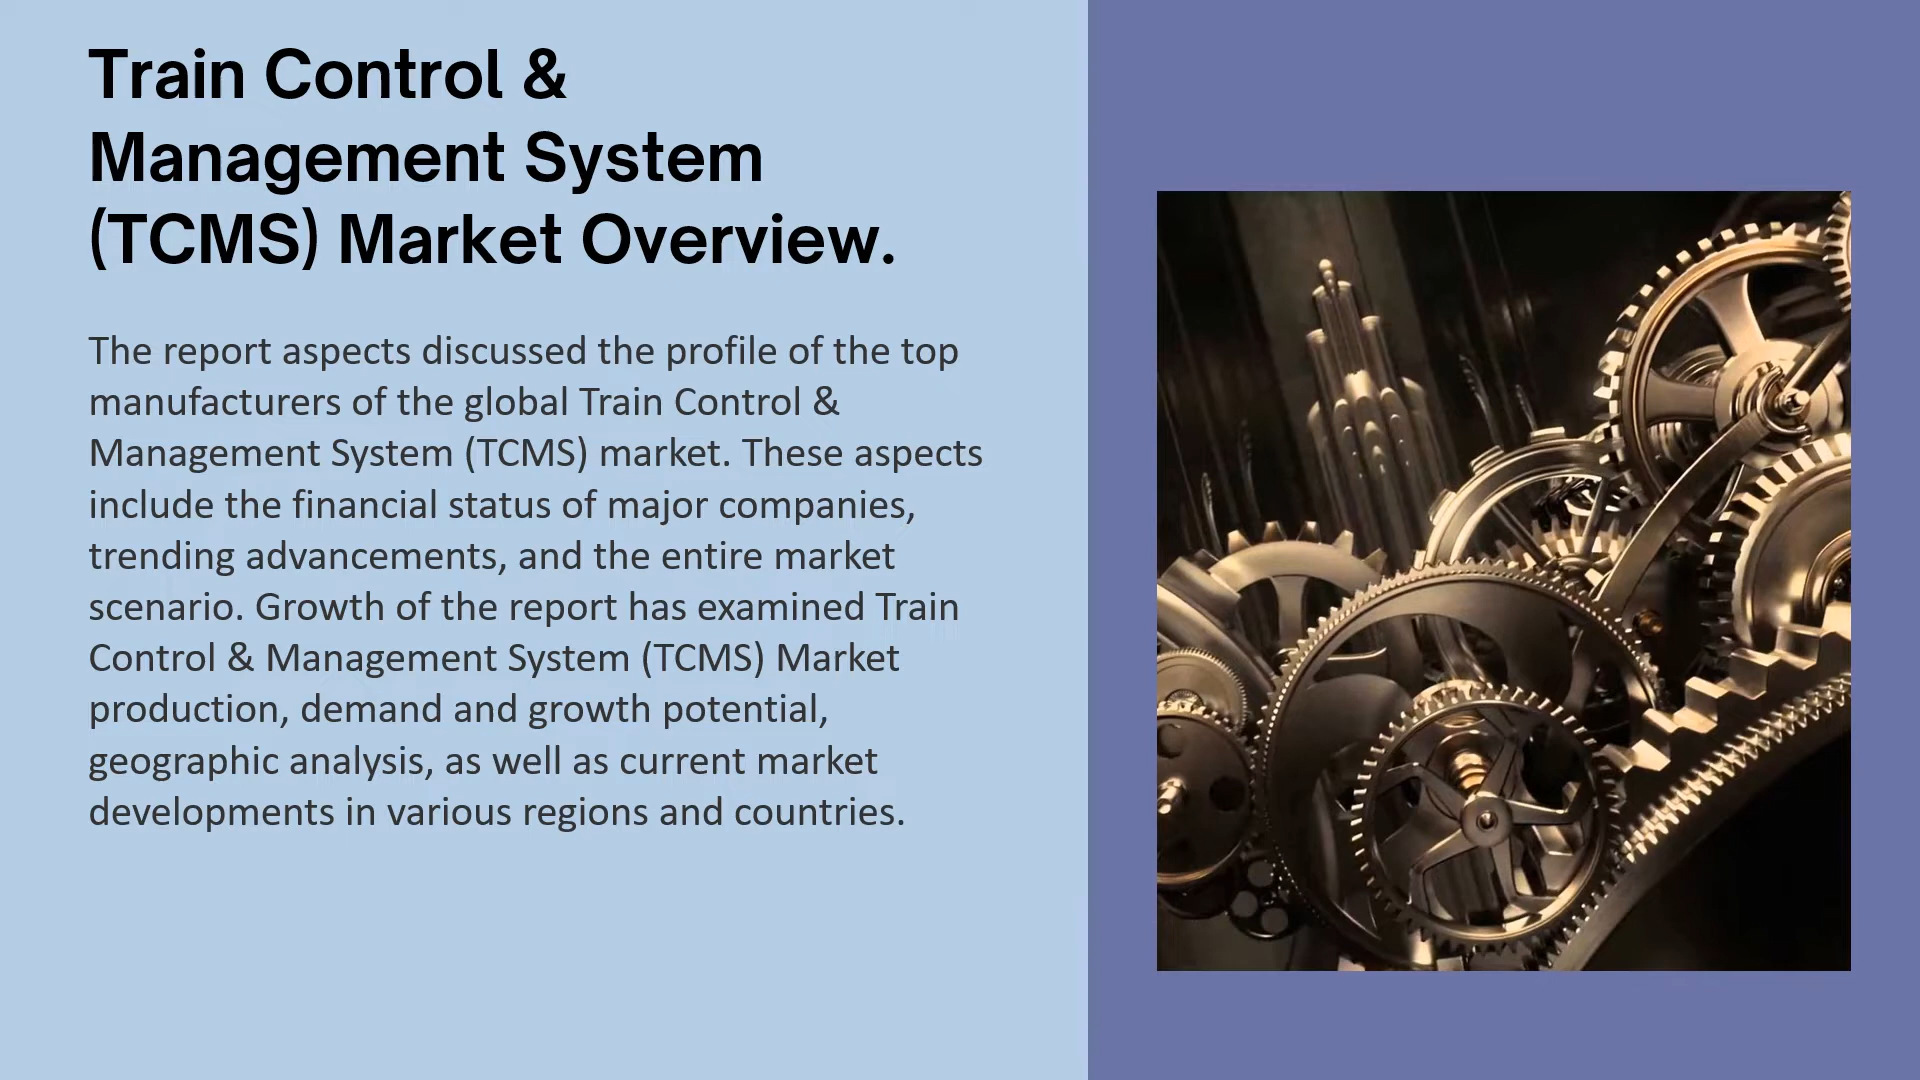 Train Control &
Management System
(TCMS) Market Overview.
The report aspects discussed the profile of the top
manufacturers of the global Train Control &
Management System (TCMS) market. These aspects
include the financial status of major companies,
trending advancements, and the entire market
scenario. Growth of the report has examined Train
Control & Management System (TCMS) Market
production, demand and growth potential,
geographic analysis, as well as current market
developments in various regions and countries.